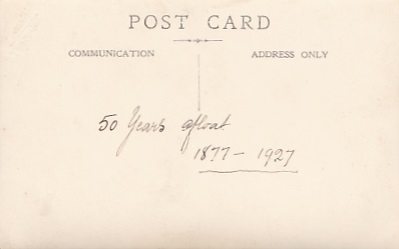 POST CARD
COMMUNICATION
ADDRESS ONLY
50 Years afloat
1877 - 1927